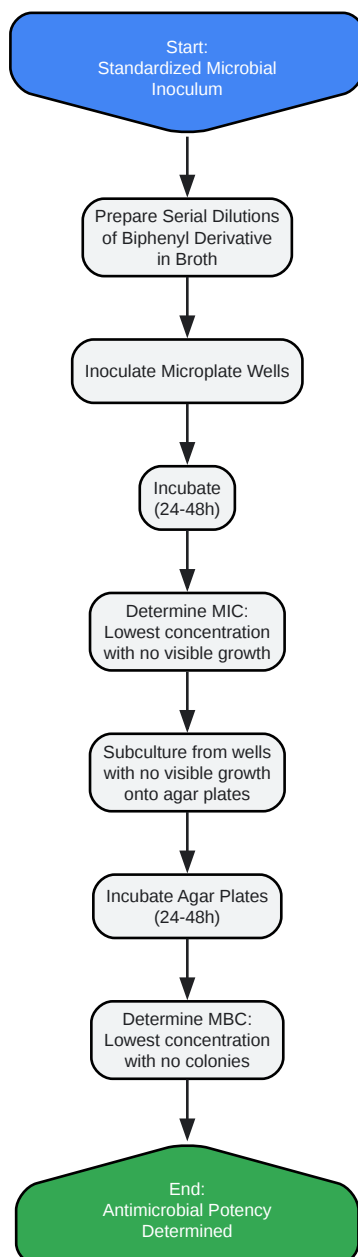 Start:
Standardized Microbial
Inoculum
Prepare Serial Dilutions
of Biphenyl Derivative
in Broth
Inoculate Microplate Wells
Incubate
(24-48h)
Determine MIC:
Lowest concentration
with no visible growth
Subculture from wells
with no visible growth
onto agar plates
Incubate Agar Plates
(24-48h)
Determine MBC:
Lowest concentration
with no colonies
End:
Antimicrobial Potency
Determined